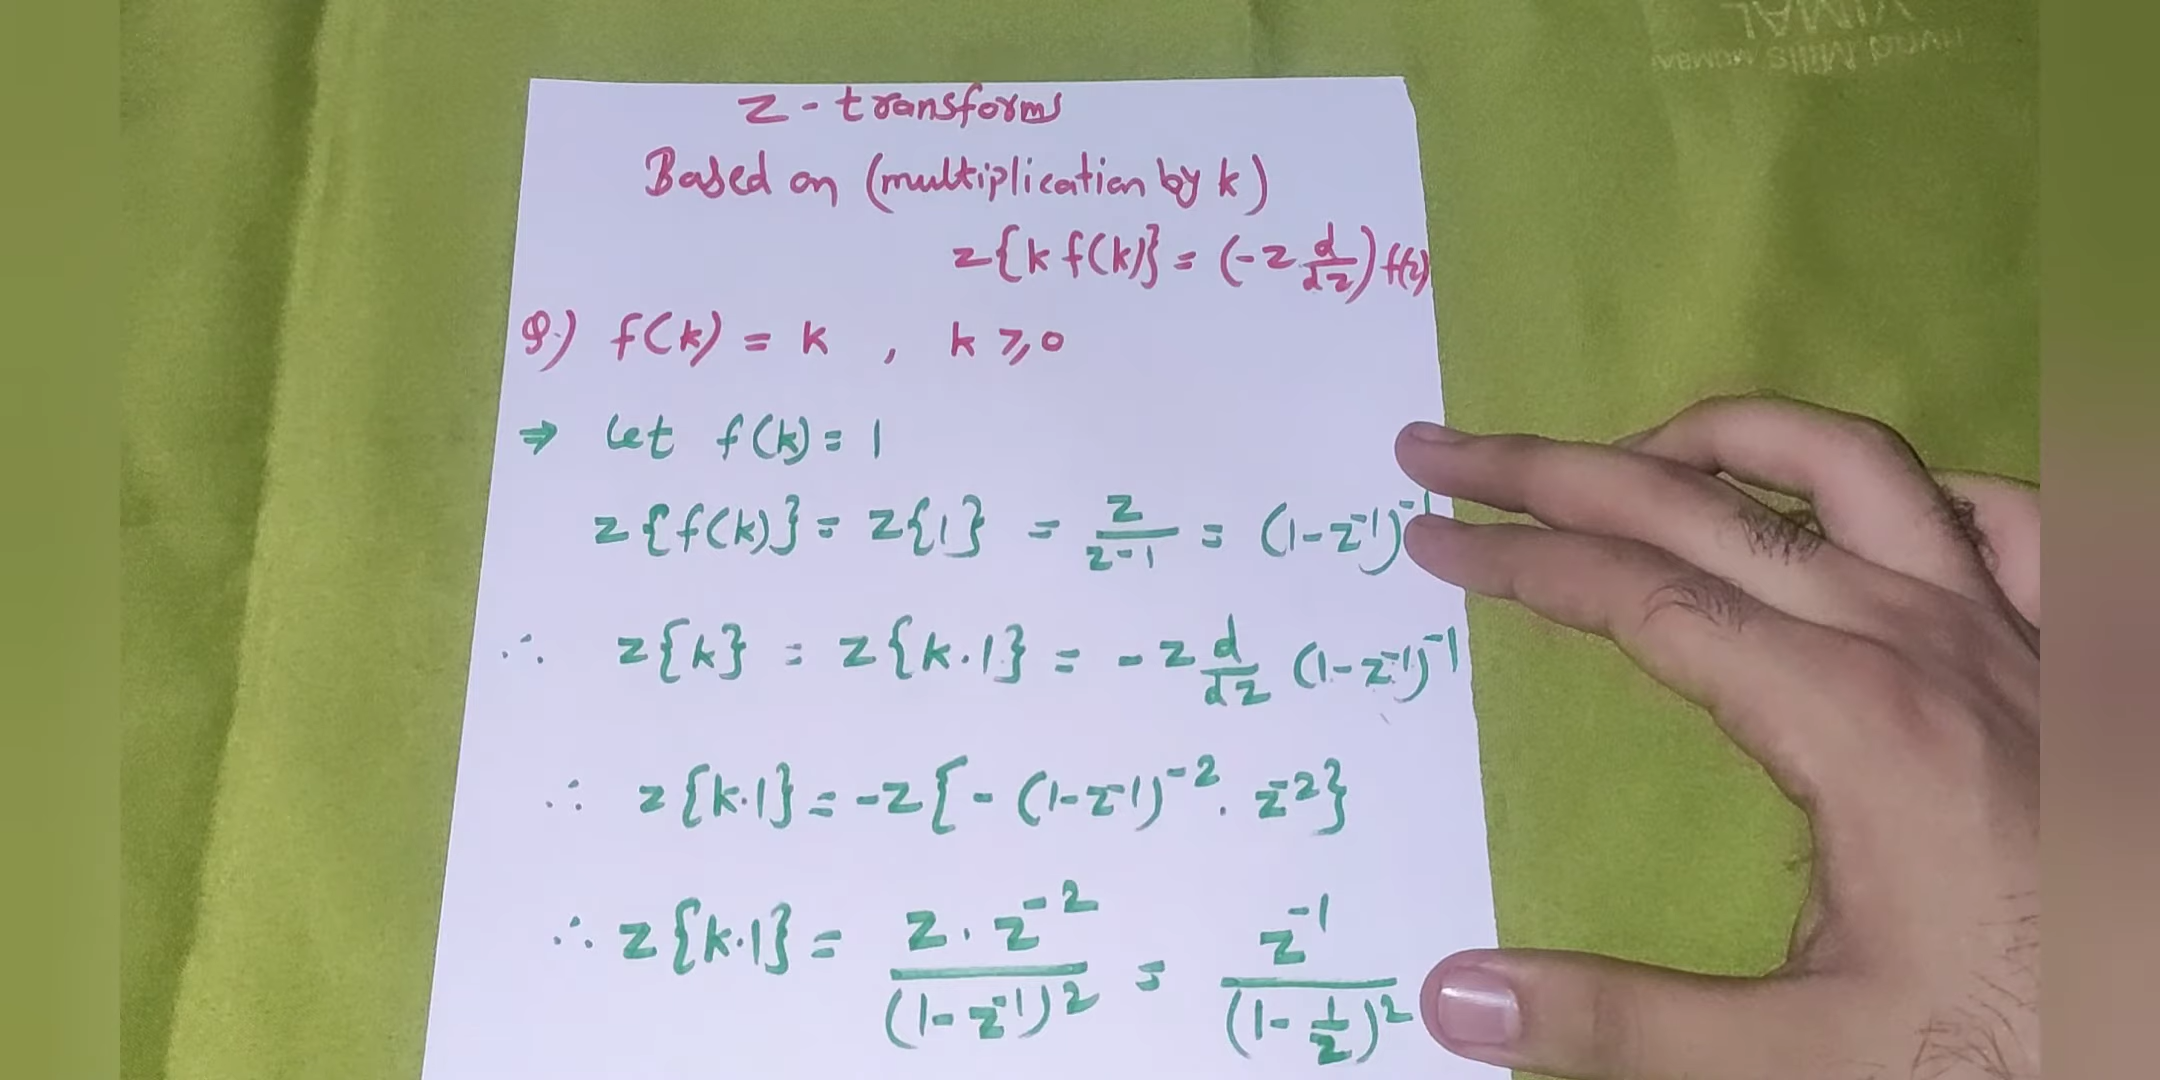 VIMAL
z - transforms
Based on (multiplication by k)
z{k f(k)} = (-z d/dz) f(z)
Q.) f(k) = k , k ≥ 0
⇒ Let f(k) = 1
z{f(k)} = z{1} = z/(z-1) = (1-z⁻¹)⁻¹
∴ z{k} = z{k.1} = -z d/dz (1-z⁻¹)⁻¹
∴ z{k.1} = -z{-(1-z⁻¹)⁻². z⁻²}
∴ z{k.1} = z.z⁻²/(1-z⁻¹)² = z⁻¹/(1-1/z)²